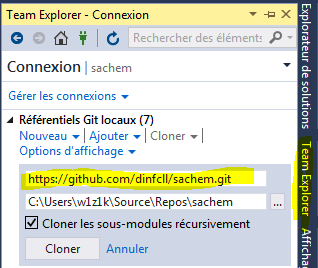 Team Explorer - Connexion
Rechercher des éléments
Connexion | sachem
Gérer les connexions
Référentiels Git locaux (7)
Nouveau | Ajouter | Cloner |
Options d'affichage
https://github.com/dinfcll/sachem.git
C:\Users\w1z1k\Source\Repos\sachem
...
Cloner les sous-modules récursivement
Cloner Annuler
Explorateur de solutions
Team Explorer